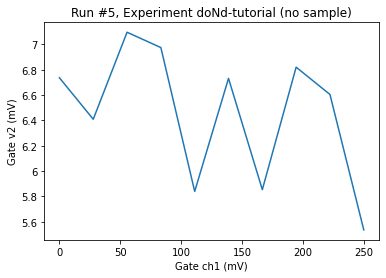 Run #5, Experiment doNd-tutorial (no sample)
7
6.8
6.6
6.4
6.2
6
5.8
5.6
Gate v2 (mV)
0 50 100 150 200 250
Gate ch1 (mV)